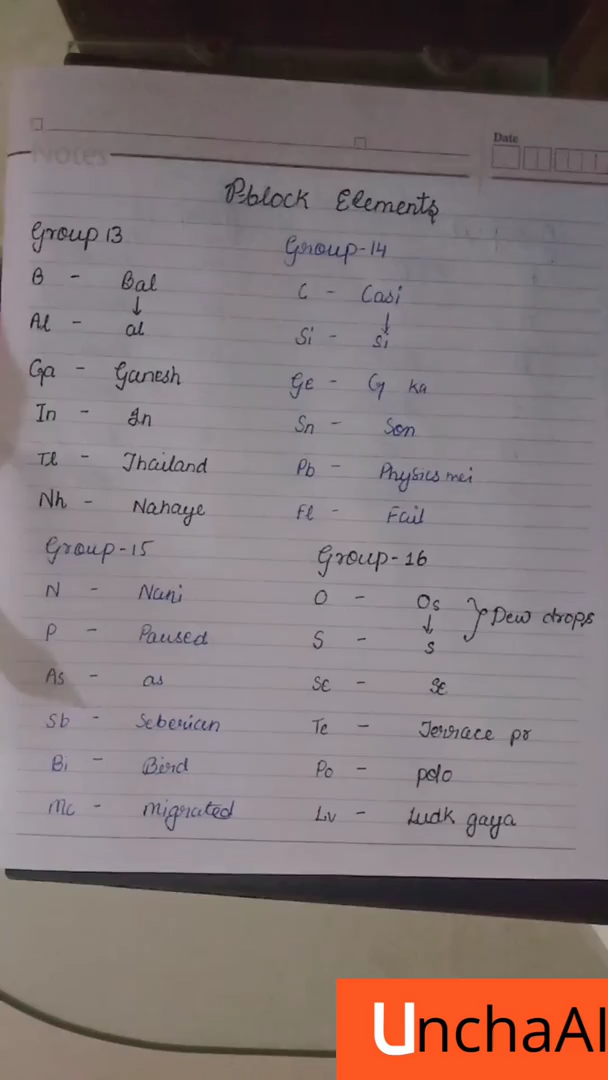 Notes
Date
P-block Elements
Group 13
B - Bal
↓
Al - al
Ga - Ganesh
In - In
Tl - Thailand
Nh - Nahaye
Group-14
C - Casi
↓
Si - Si
Ge - G ka
Sn - Son
Pb - Physics mei
Fl - Fail
Group-15
N - Nani
P - Paused
As - as
Sb - Seberian
Bi - Bird
Mc - migrated
Group-16
O - Os
↓
S - s
} Dew drops
Se - Se
Te - Terrace pr
Po - polo
Lv - Ludk gaya
UnchaAI